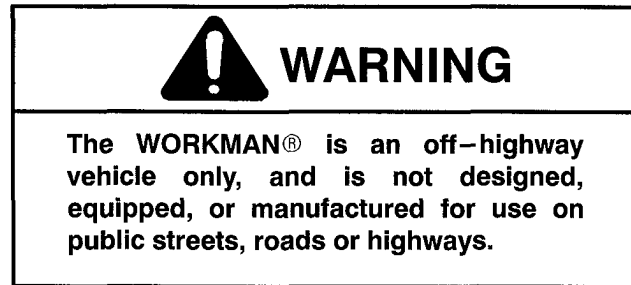 WARNING
The WORKMAN® is an off–highway
vehicle only, and is not designed,
equipped, or manufactured for use on
public streets, roads or highways.